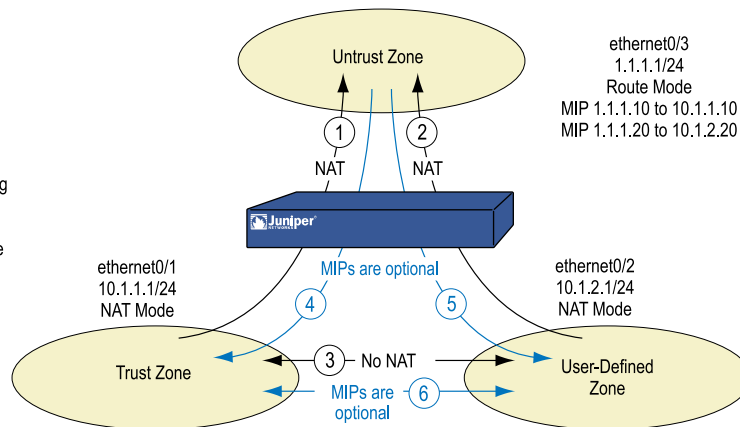 Untrust Zone
ethernet0/3
1.1.1.1/24
Route Mode
MIP 1.1.1.10 to 10.1.1.10
MIP 1.1.1.20 to 10.1.2.20
1
2
NAT
NAT
g
e
Juniper
NETWORKS
MIPs are optional
ethernet0/1
10.1.1.1/24
NAT Mode
ethernet0/2
10.1.2.1/24
NAT Mode
4
5
Trust Zone
3 No NAT
User-Defined
Zone
MIPs are
optional
6